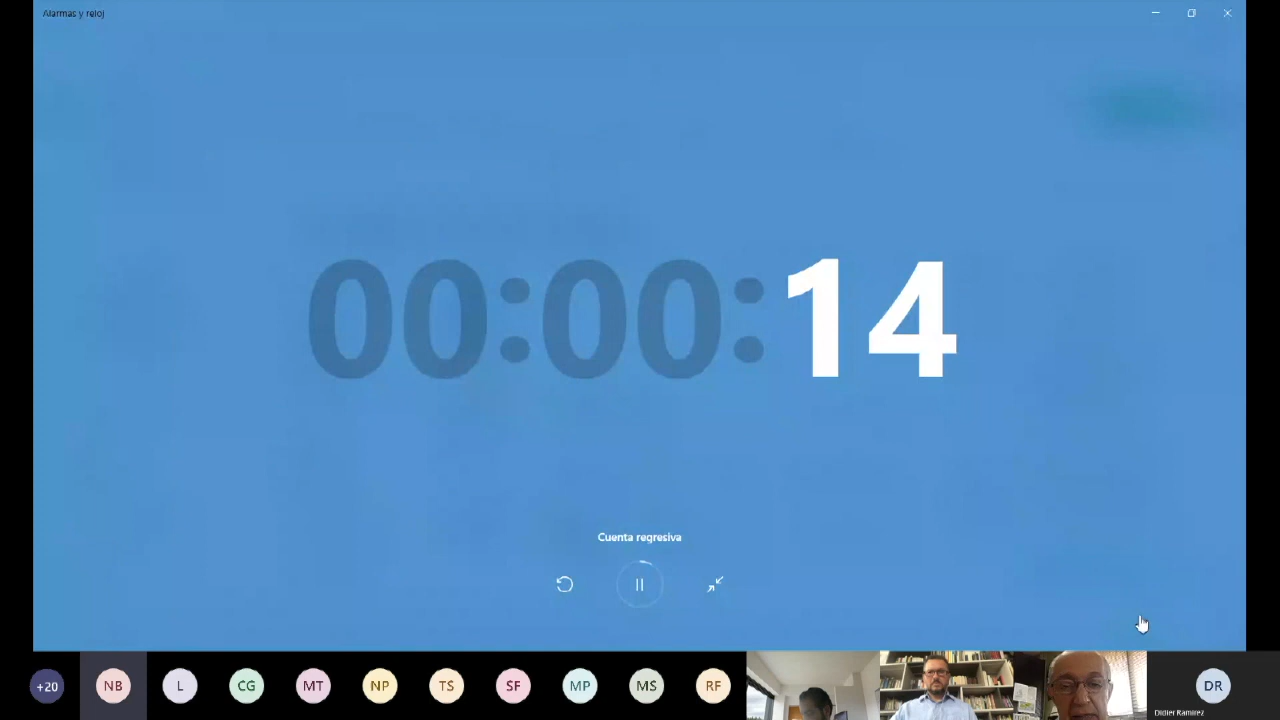 Alarmas y reloj
00:00:14
Cuenta regresiva
+20
NB
L
CG
MT
NP
TS
SF
MP
MS
RF
DR
Didier Ramírez